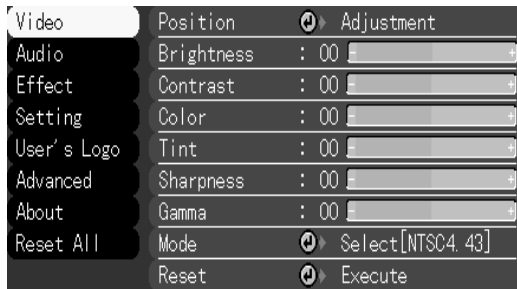 Video
Audio
Effect
Setting
User's Logo
Advanced
About
Reset All
Position Adjustment
Brightness : 00 - +
Contrast : 00 - +
Color : 00 - +
Tint : 00 - +
Sharpness : 00 - +
Gamma : 00 - +
Mode Select[NTSC4.43]
Reset Execute